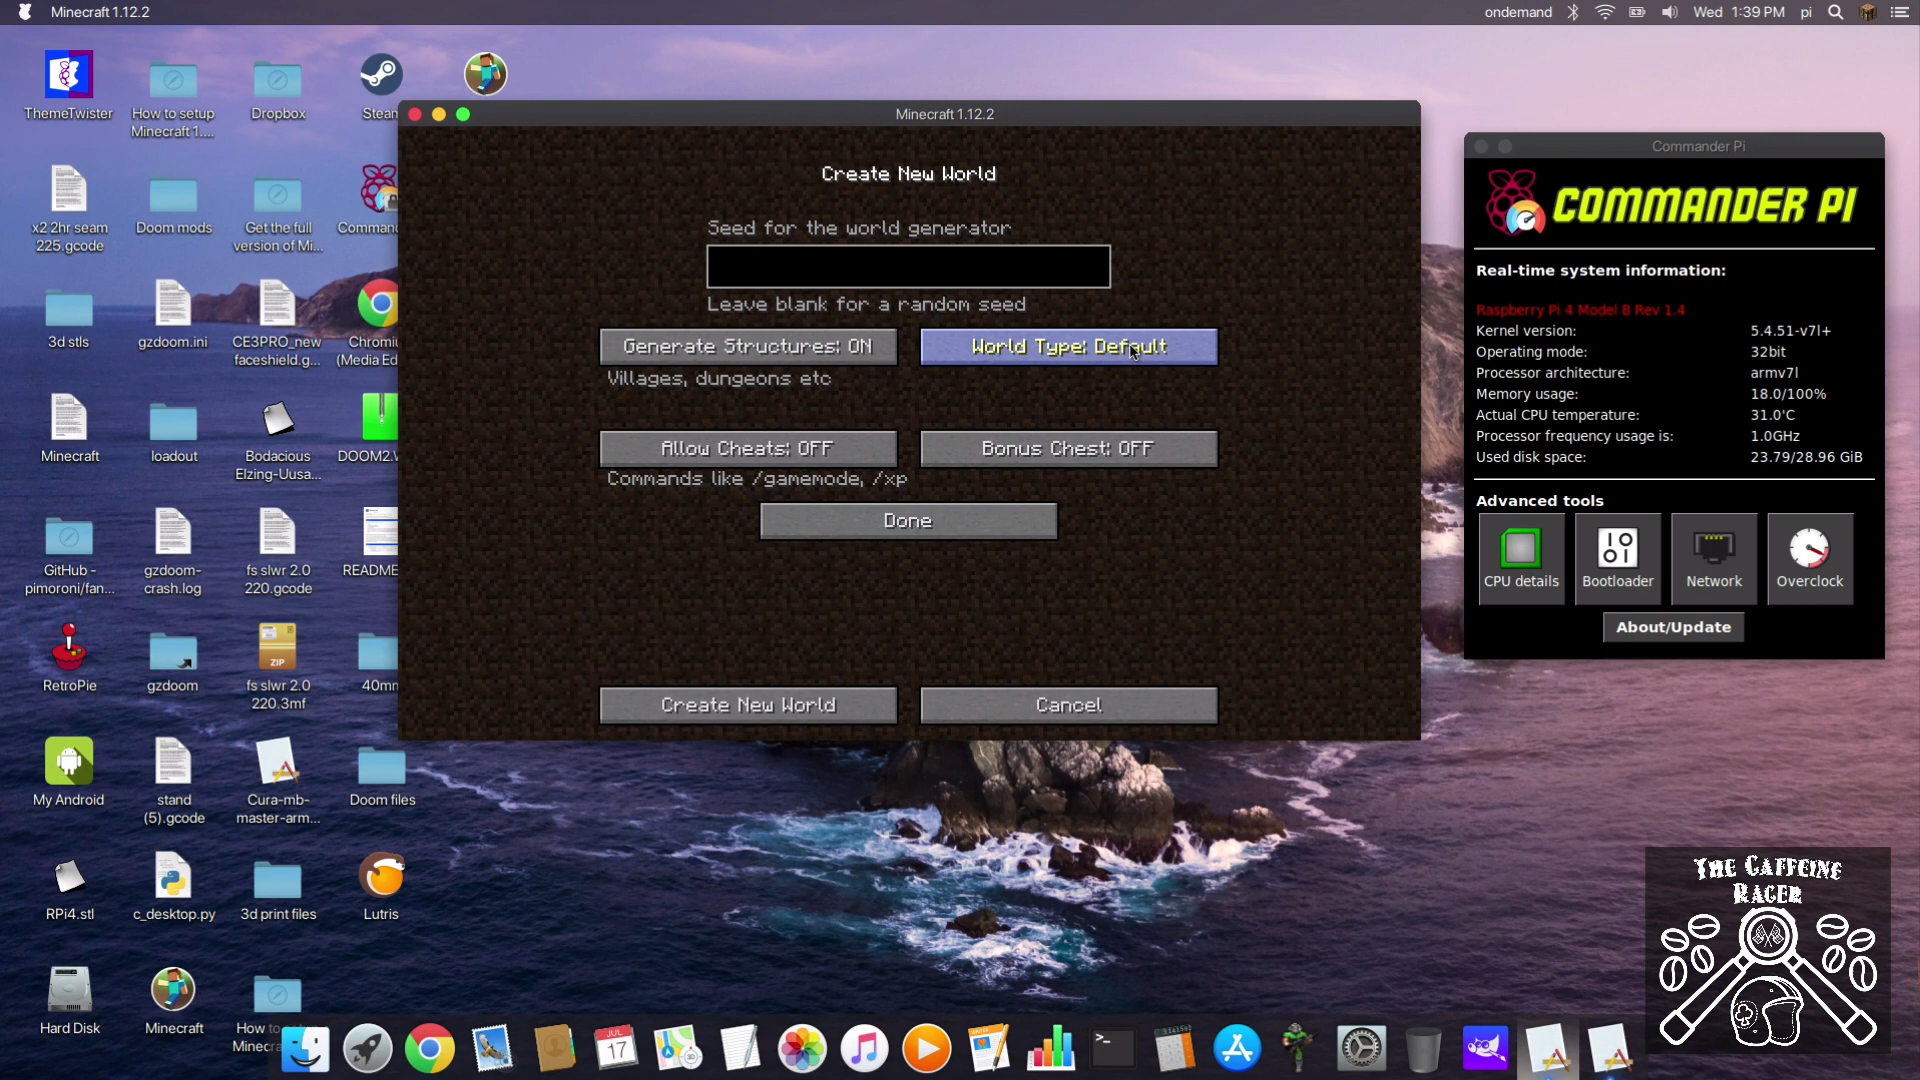 Minecraft 1.12.2
ondemand
Wed 1:39 PM
pi
ThemeTwister
How to setup
Minecraft 1....
Dropbox
Steam
x2 2hr seam
225.gcode
Doom mods
Get the full
version of Mi...
3d stls
gzdoom.ini
CE3PRO_new
faceshield.g...
(Media Ed
Minecraft
loadout
Bodacious
Elzing-Uusa...
GitHub -
pimoroni/fan...
gzdoom-
crash.log
fs slwr 2.0
220.gcode
README
RetroPie
gzdoom
ZIP
fs slwr 2.0
220.3mf
My Android
stand
(5).gcode
Cura-mb-
master-arm...
Doom files
RPi4.stl
c_desktop.py
3d print files
Lutris
Hard Disk
Minecraft
Minecraft 1.12.2
Create New World
Seed for the world generator
Leave blank for a random seed
Generate Structures: ON
World Type: Default
Villages, dungeons etc
Allow Cheats: OFF
Bonus Chest: OFF
Commands like /gamemode, /xp
Done
Create New World
Cancel
Commander Pi
COMMANDER PI
Real-time system information:
Raspberry Pi 4 Model B Rev 1.4
Kernel version: 5.4.51-v7l+
Operating mode: 32bit
Processor architecture: armv7l
Memory usage: 18.0/100%
Actual CPU temperature: 31.0'C
Processor frequency usage is: 1.0GHz
Used disk space: 23.79/28.96 GiB
Advanced tools
CPU details
Bootloader
Network
Overclock
About/Update
THE CAFFEINE
RACER
JUL
17